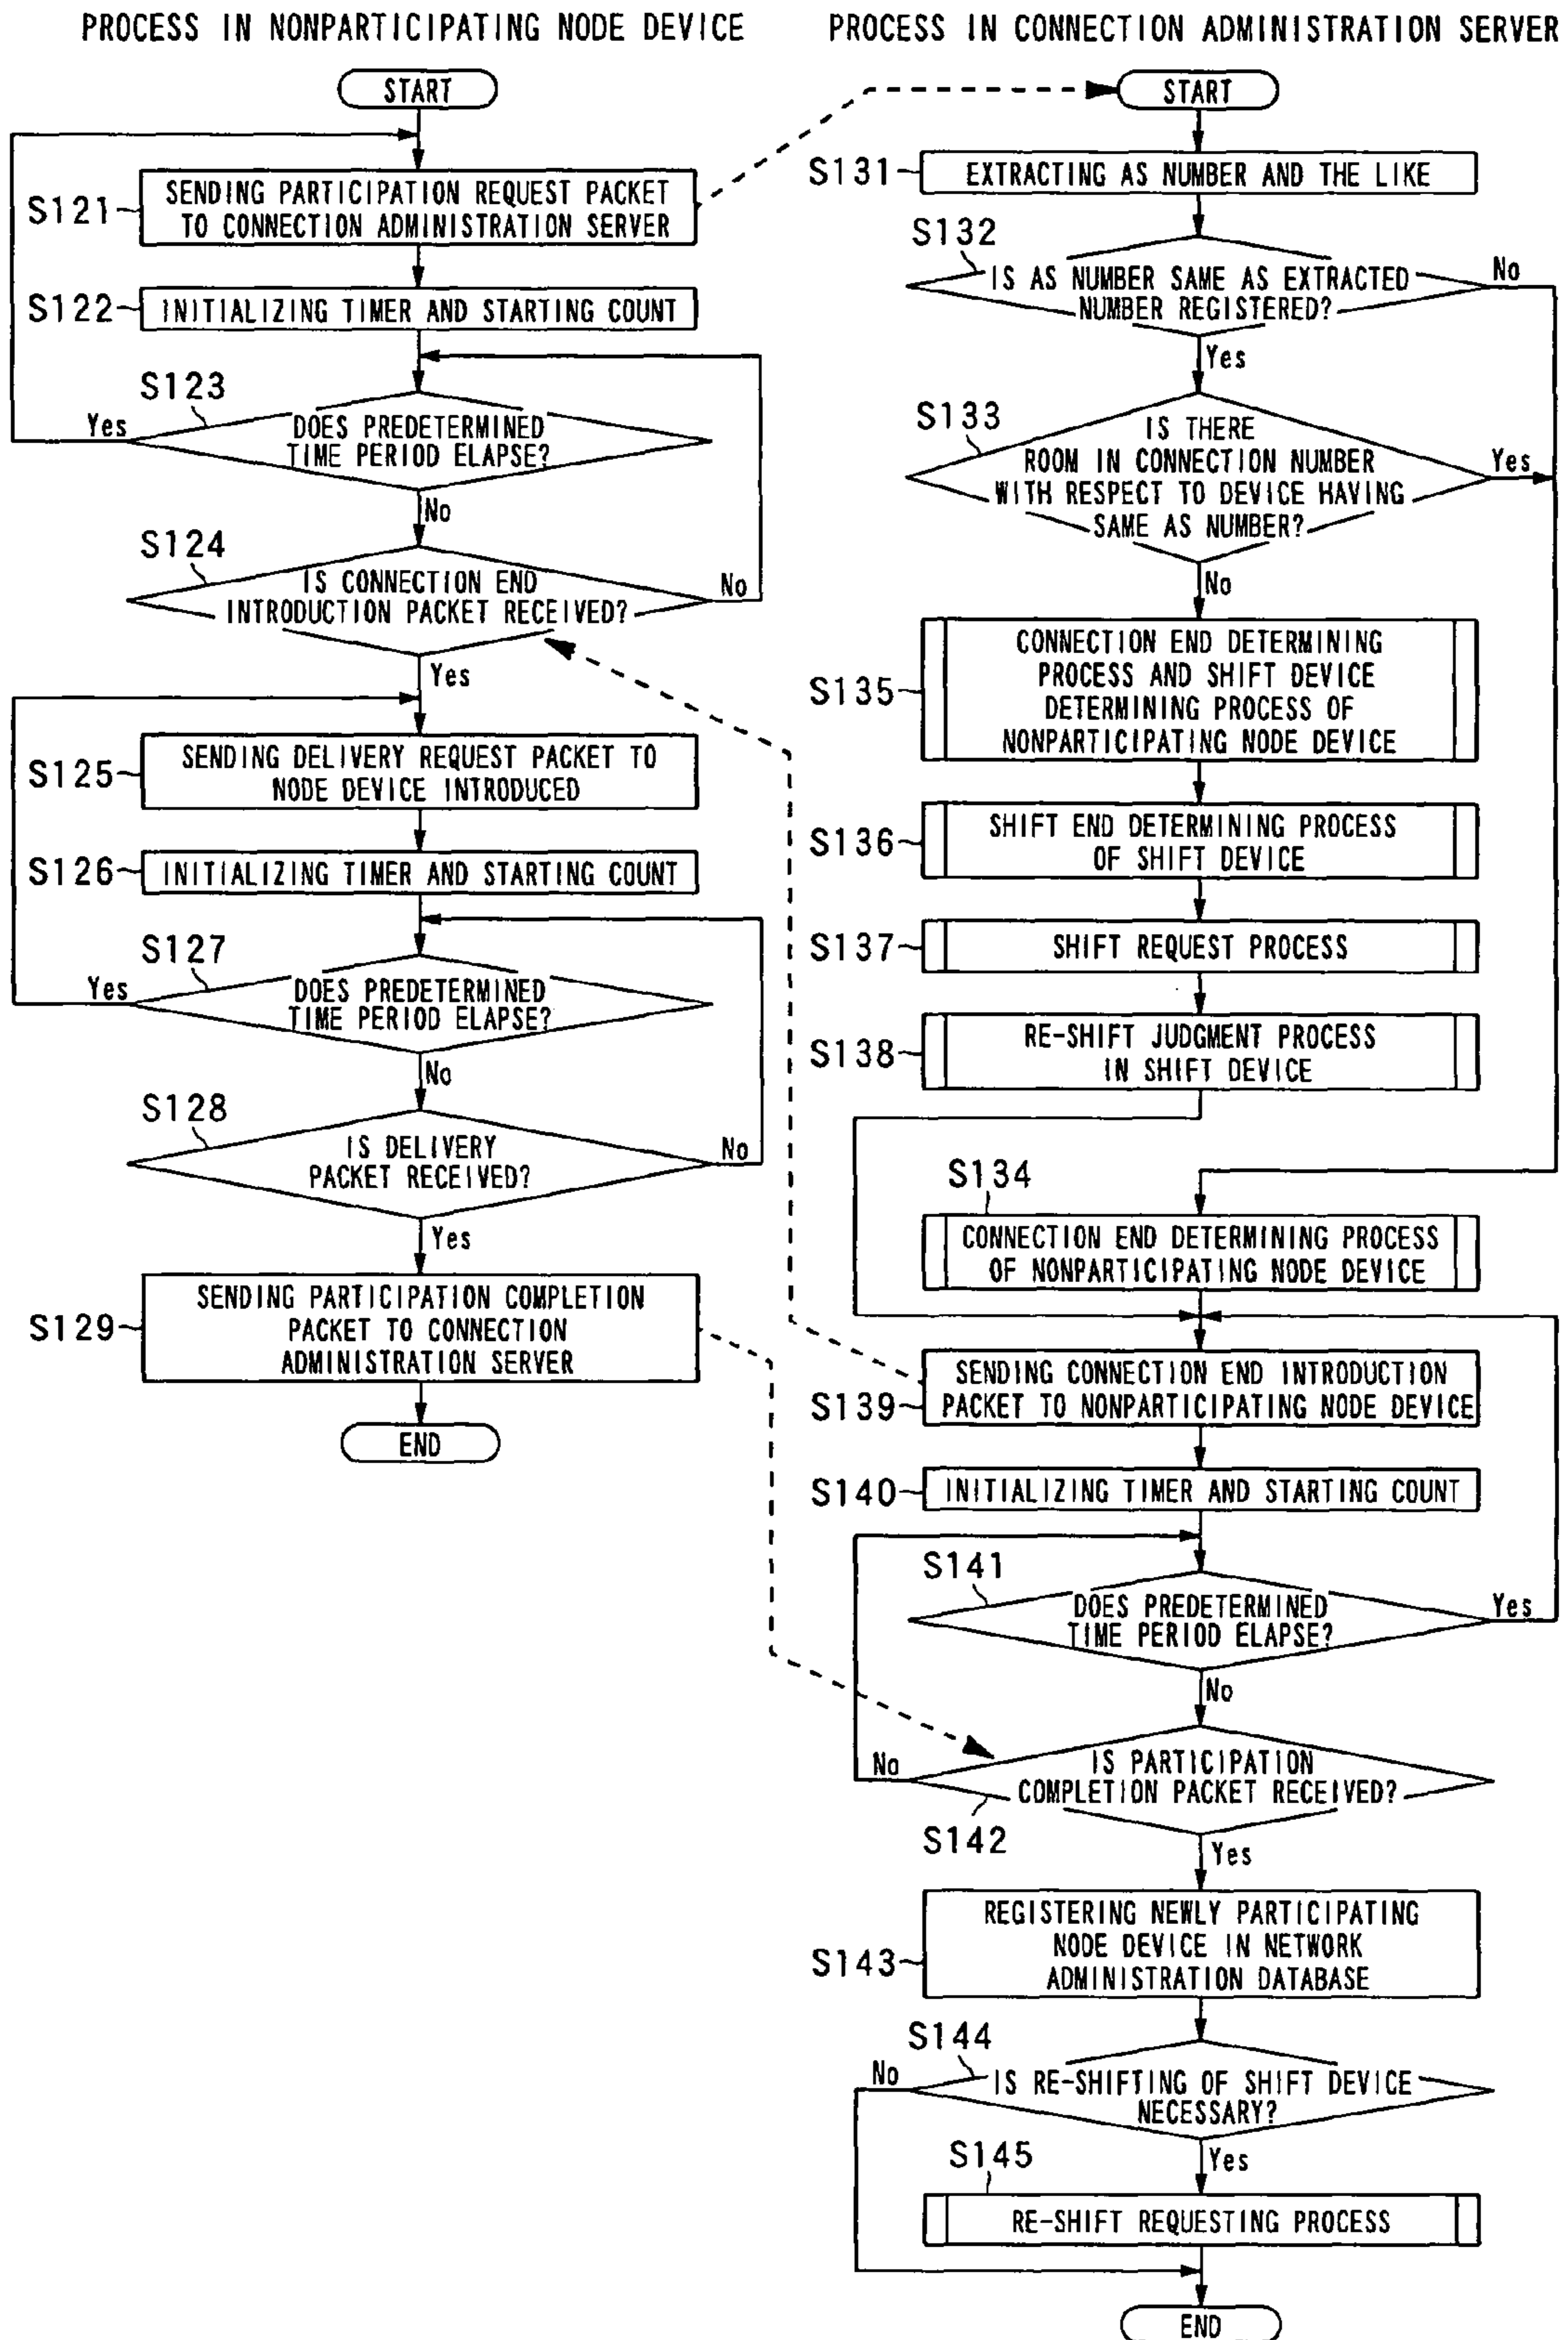 PROCESS IN NONPARTICIPATING NODE DEVICE
START
S121
SENDING PARTICIPATION REQUEST PACKET
TO CONNECTION ADMINISTRATION SERVER
S122
INITIALIZING TIMER AND STARTING COUNT
S123
Yes
DOES PREDETERMINED
TIME PERIOD ELAPSE?
No
S124
IS CONNECTION END
INTRODUCTION PACKET RECEIVED?
No
Yes
S125
SENDING DELIVERY REQUEST PACKET TO
NODE DEVICE INTRODUCED
S126
INITIALIZING TIMER AND STARTING COUNT
S127
Yes
DOES PREDETERMINED
TIME PERIOD ELAPSE?
No
S128
IS DELIVERY
PACKET RECEIVED?
No
Yes
S129
SENDING PARTICIPATION COMPLETION
PACKET TO CONNECTION
ADMINISTRATION SERVER
END
PROCESS IN CONNECTION ADMINISTRATION SERVER
START
S131
EXTRACTING AS NUMBER AND THE LIKE
S132
IS AS NUMBER SAME AS EXTRACTED
NUMBER REGISTERED?
No
Yes
S133
IS THERE
ROOM IN CONNECTION NUMBER
WITH RESPECT TO DEVICE HAVING
SAME AS NUMBER?
Yes
No
S135
CONNECTION END DETERMINING
PROCESS AND SHIFT DEVICE
DETERMINING PROCESS OF
NONPARTICIPATING NODE DEVICE
S136
SHIFT END DETERMINING PROCESS
OF SHIFT DEVICE
S137
SHIFT REQUEST PROCESS
S138
RE-SHIFT JUDGMENT PROCESS
IN SHIFT DEVICE
S134
CONNECTION END DETERMINING PROCESS
OF NONPARTICIPATING NODE DEVICE
S139
SENDING CONNECTION END INTRODUCTION
PACKET TO NONPARTICIPATING NODE DEVICE
S140
INITIALIZING TIMER AND STARTING COUNT
S141
DOES PREDETERMINED
TIME PERIOD ELAPSE?
Yes
No
No
IS PARTICIPATION
COMPLETION PACKET RECEIVED?
S142
Yes
S143
REGISTERING NEWLY PARTICIPATING
NODE DEVICE IN NETWORK
ADMINISTRATION DATABASE
S144
No
IS RE-SHIFTING OF SHIFT DEVICE
NECESSARY?
Yes
S145
RE-SHIFT REQUESTING PROCESS
END